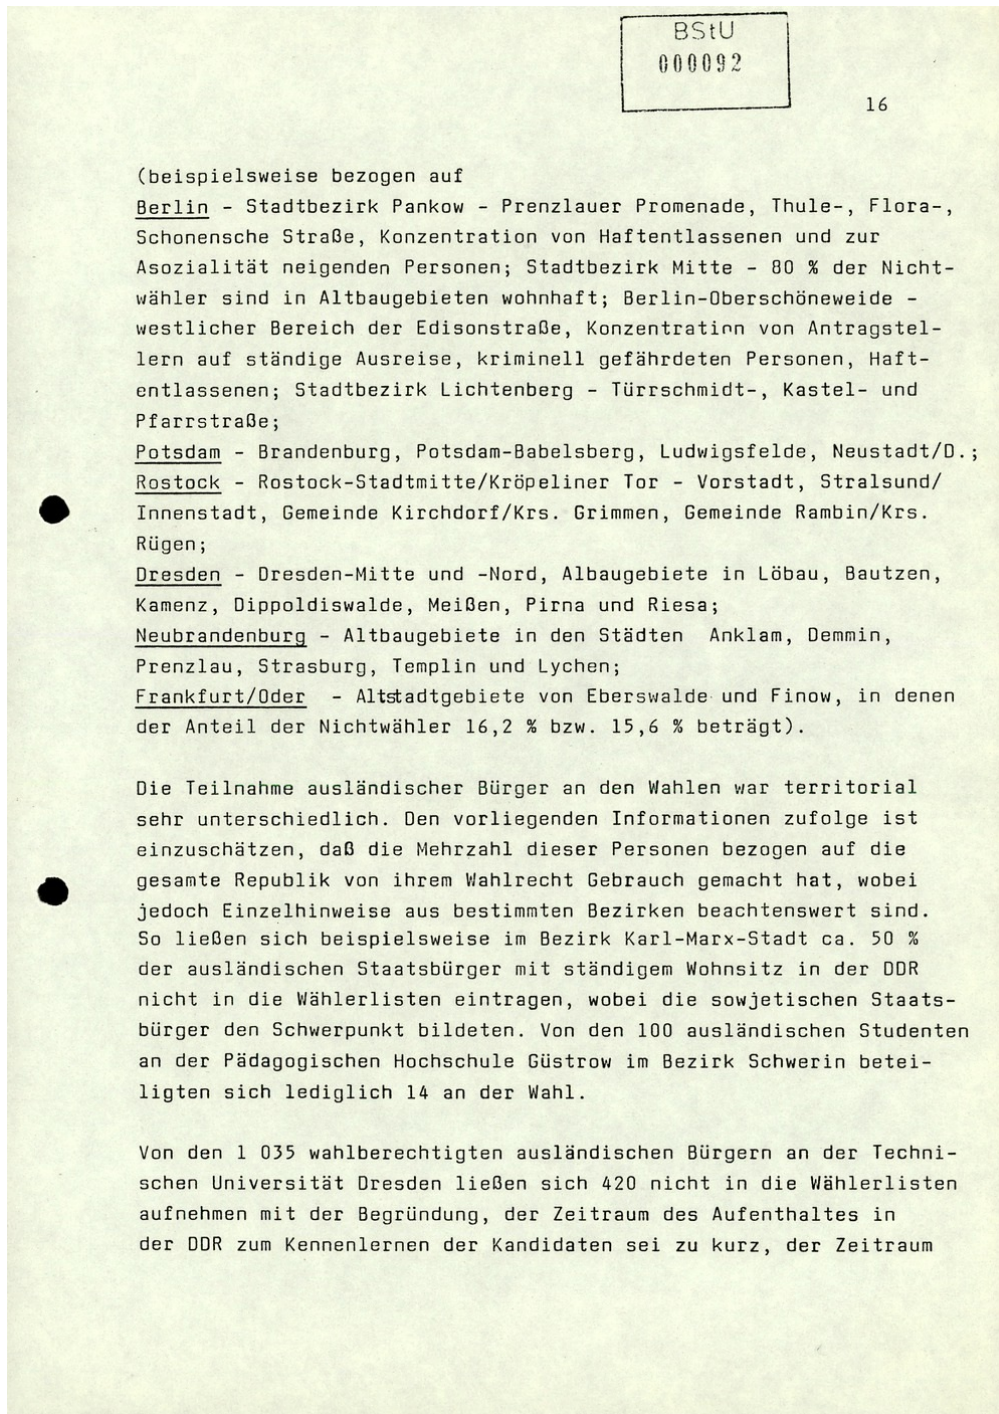 BStU
000092
16
(beispielsweise bezogen auf
Berlin - Stadtbezirk Pankow - Prenzlauer Promenade, Thule-, Flora-,
Schonensche Straße, Konzentration von Haftentlassenen und zur
Asozialität neigenden Personen; Stadtbezirk Mitte - 80 % der Nicht-
wähler sind in Altbaugebieten wohnhaft; Berlin-Oberschöneweide -
westlicher Bereich der Edisonstraße, Konzentration von Antragstel-
lern auf ständige Ausreise, kriminell gefährdeten Personen, Haft-
entlassenen; Stadtbezirk Lichtenberg - Türrschmidt-, Kastel- und
Pfarrstraße;
Potsdam - Brandenburg, Potsdam-Babelsberg, Ludwigsfelde, Neustadt/D.;
Rostock - Rostock-Stadtmitte/Kröpeliner Tor - Vorstadt, Stralsund/
Innenstadt, Gemeinde Kirchdorf/Krs. Grimmen, Gemeinde Rambin/Krs.
Rügen;
Dresden - Dresden-Mitte und -Nord, Albaugebiete in Löbau, Bautzen,
Kamenz, Dippoldiswalde, Meißen, Pirna und Riesa;
Neubrandenburg - Altbaugebiete in den Städten  Anklam, Demmin,
Prenzlau, Strasburg, Templin und Lychen;
Frankfurt/Oder  - Altstadtgebiete von Eberswalde und Finow, in denen
der Anteil der Nichtwähler 16,2 % bzw. 15,6 % beträgt).
Die Teilnahme ausländischer Bürger an den Wahlen war territorial
sehr unterschiedlich. Den vorliegenden Informationen zufolge ist
einzuschätzen, daß die Mehrzahl dieser Personen bezogen auf die
gesamte Republik von ihrem Wahlrecht Gebrauch gemacht hat, wobei
jedoch Einzelhinweise aus bestimmten Bezirken beachtenswert sind.
So ließen sich beispielsweise im Bezirk Karl-Marx-Stadt ca. 50 %
der ausländischen Staatsbürger mit ständigem Wohnsitz in der DDR
nicht in die Wählerlisten eintragen, wobei die sowjetischen Staats-
bürger den Schwerpunkt bildeten. Von den 100 ausländischen Studenten
an der Pädagogischen Hochschule Güstrow im Bezirk Schwerin betei-
ligten sich lediglich 14 an der Wahl.
Von den 1 035 wahlberechtigten ausländischen Bürgern an der Techni-
schen Universität Dresden ließen sich 420 nicht in die Wählerlisten
aufnehmen mit der Begründung, der Zeitraum des Aufenthaltes in
der DDR zum Kennenlernen der Kandidaten sei zu kurz, der Zeitraum